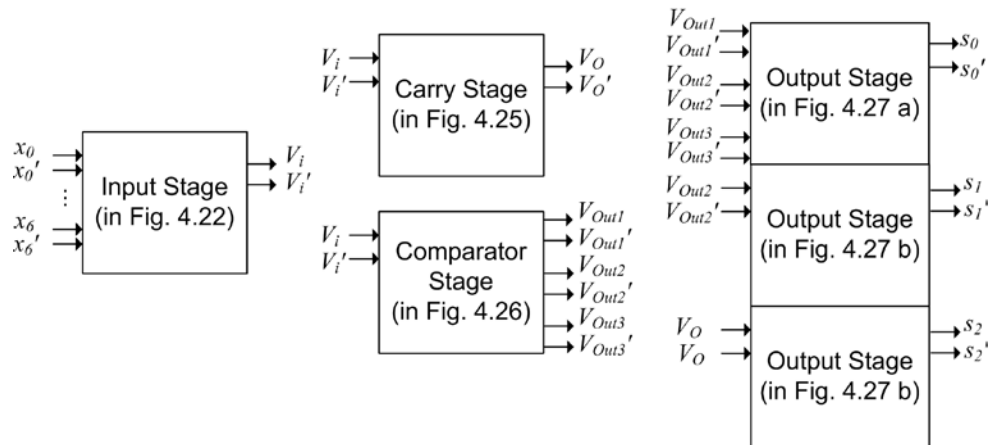 x0
x0'
⋮
x6
x6'
Input Stage
(in Fig. 4.22)
Vi
Vi'
Vi
Vi'
Carry Stage
(in Fig. 4.25)
VO
VO'
Vi
Vi'
Comparator
Stage
(in Fig. 4.26)
VOut1
VOut1'
VOut2
VOut2'
VOut3
VOut3'
VOut1
VOut1'
VOut2
VOut2'
VOut3
VOut3'
Output Stage
(in Fig. 4.27 a)
s0
s0'
VOut2
VOut2'
Output Stage
(in Fig. 4.27 b)
s1
s1'
VO
VO
Output Stage
(in Fig. 4.27 b)
s2
s2'